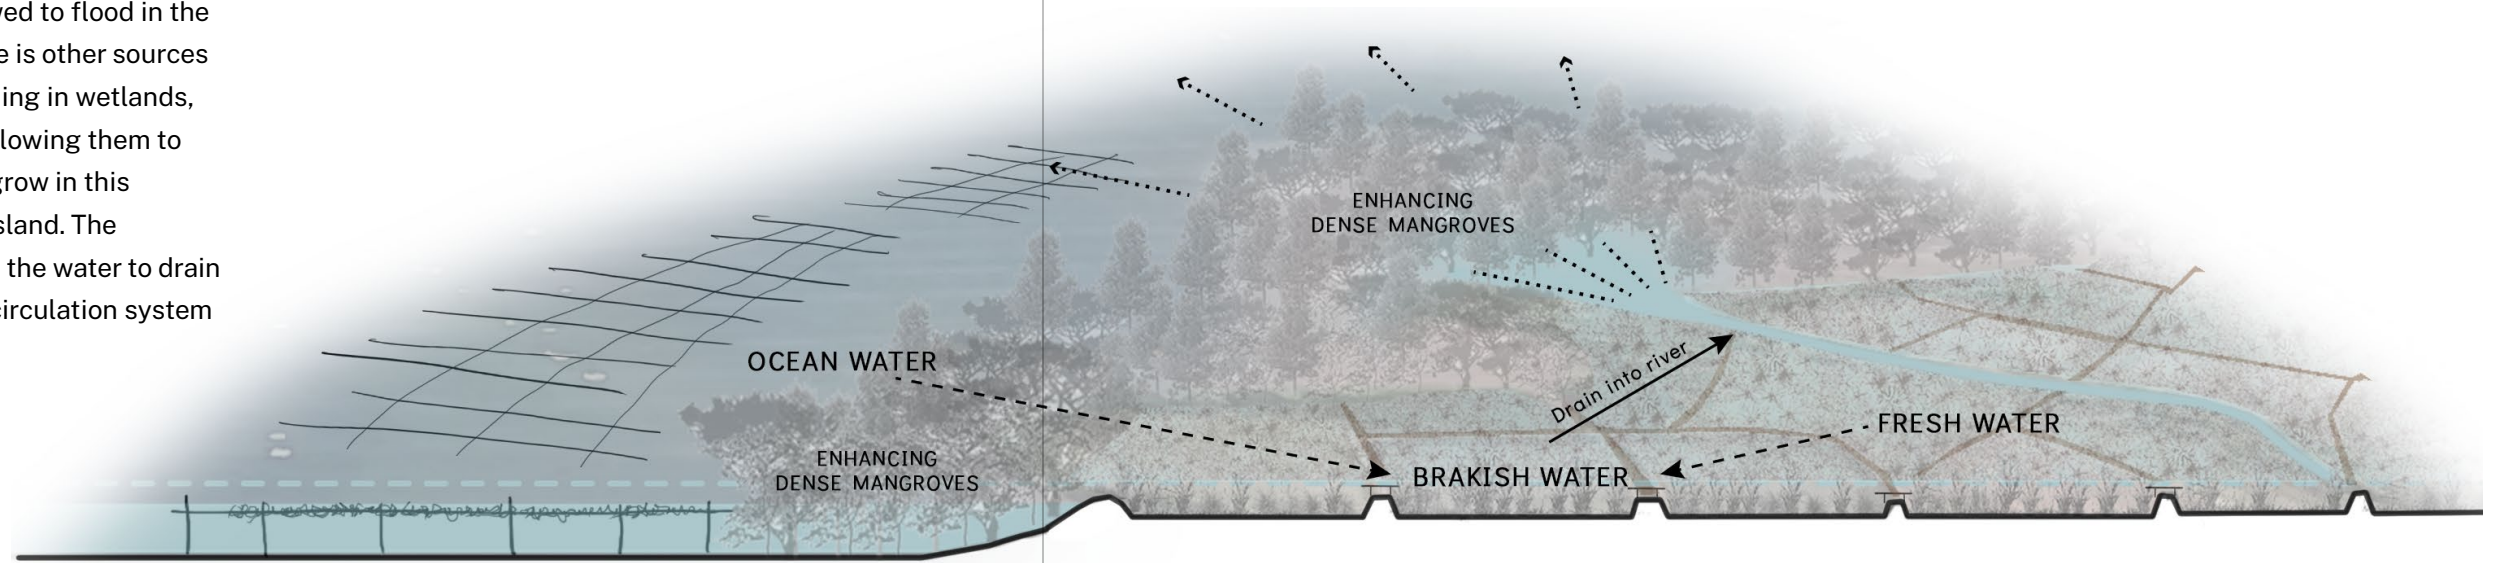 ved to flood in the
e is other sources
ing in wetlands,
lowing them to
grow in this
sland. The
the water to drain
circulation system
ENHANCING
DENSE MANGROVES
OCEAN WATER
Drain into river
FRESH WATER
ENHANCING
DENSE MANGROVES
BRAKISH WATER